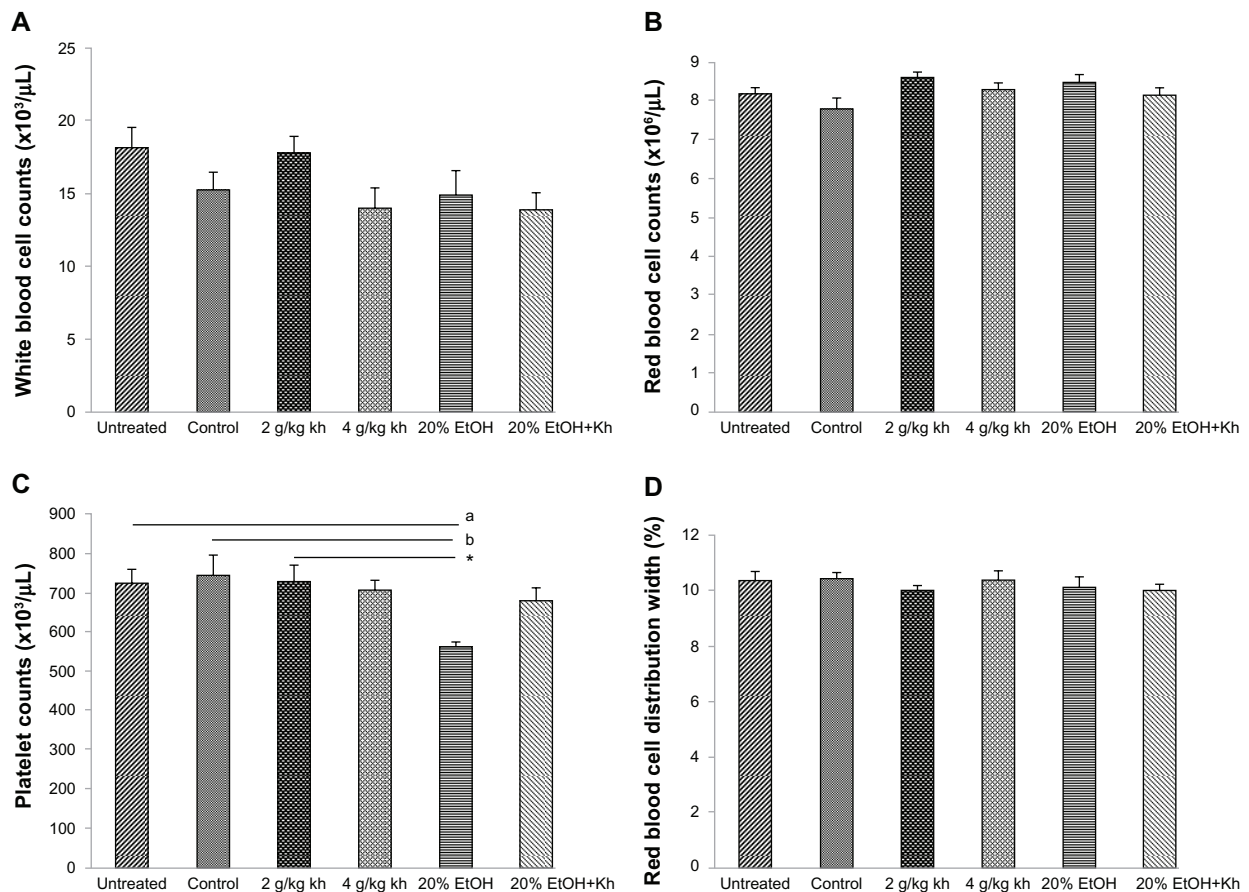 A
White blood cell counts (x10³/µL)
25
20
15
10
5
0
Untreated
Control
2 g/kg kh
4 g/kg kh
20% EtOH
20% EtOH+Kh
B
Red blood cell counts (x10⁶/µL)
9
8
7
6
5
4
3
2
1
0
Untreated
Control
2 g/kg kh
4 g/kg kh
20% EtOH
20% EtOH+Kh
C
Platelet counts (x10³/µL)
900
800
700
600
500
400
300
200
100
0
a
b
*
Untreated
Control
2 g/kg kh
4 g/kg kh
20% EtOH
20% EtOH+Kh
D
Red blood cell distribution width (%)
12
10
8
6
4
2
0
Untreated
Control
2 g/kg kh
4 g/kg kh
20% EtOH
20% EtOH+Kh